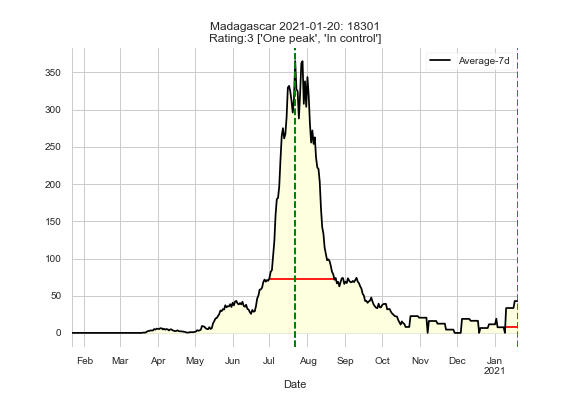 Madagascar 2021-01-20: 18301
Rating:3 ['One peak', 'In control']
Average-7d
350
300
250
200
150
100
50
0
Feb Mar Apr May Jun Jul Aug Sep Oct Nov Dec Jan
2021
Date